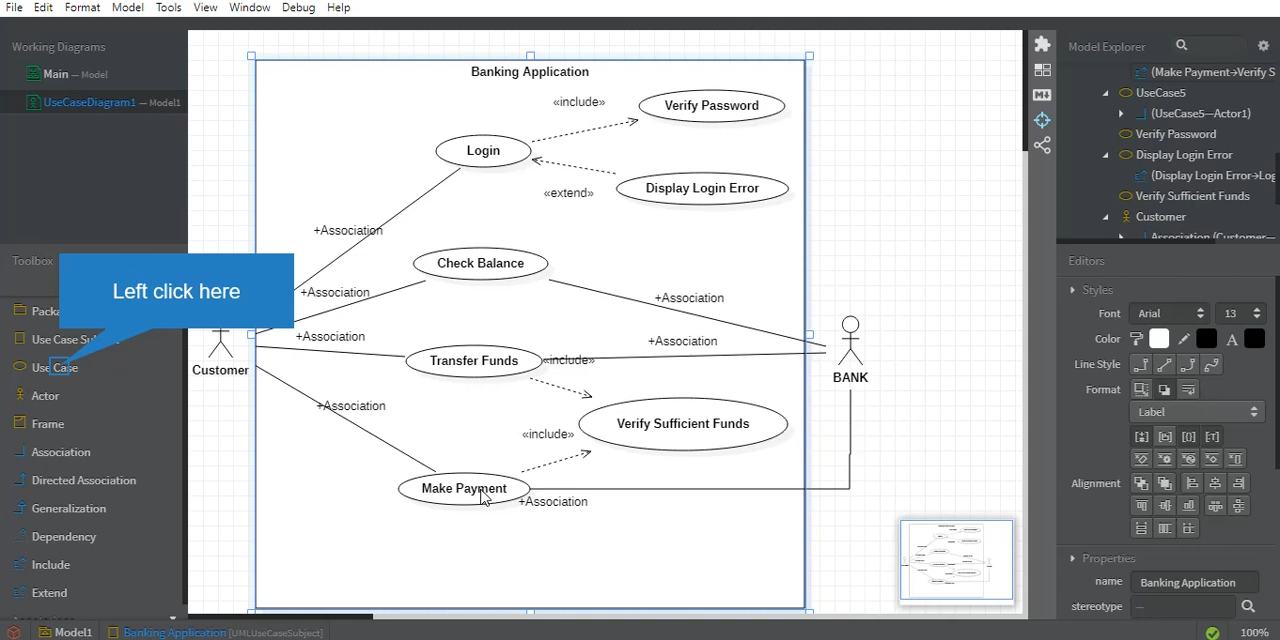 File Edit Format Model Tools View Window Debug Help
Working Diagrams
Main — Model
UseCaseDiagram1 — Model1
Toolbox
Left click here
Use Case
Actor
Frame
Association
Directed Association
Generalization
Dependency
Include
Extend
Banking Application
«include»
Verify Password
Login
«extend»
Display Login Error
+Association
Check Balance
+Association
+Association
+Association
+Association
Transfer Funds
«include»
Customer
BANK
+Association
Verify Sufficient Funds
«include»
Make Payment
+Association
Model Explorer
(Make Payment→Verify S
UseCase5
(UseCase5—Actor1)
Verify Password
Display Login Error
(Display Login Error→Log
Verify Sufficient Funds
Customer
Association (Customer—
Editors
Styles
Font Arial 13
Color A
Line Style
Format
Label
Alignment
Properties
name Banking Application
stereotype —
Model1 Banking Application [UMLUseCaseSubject] 100%